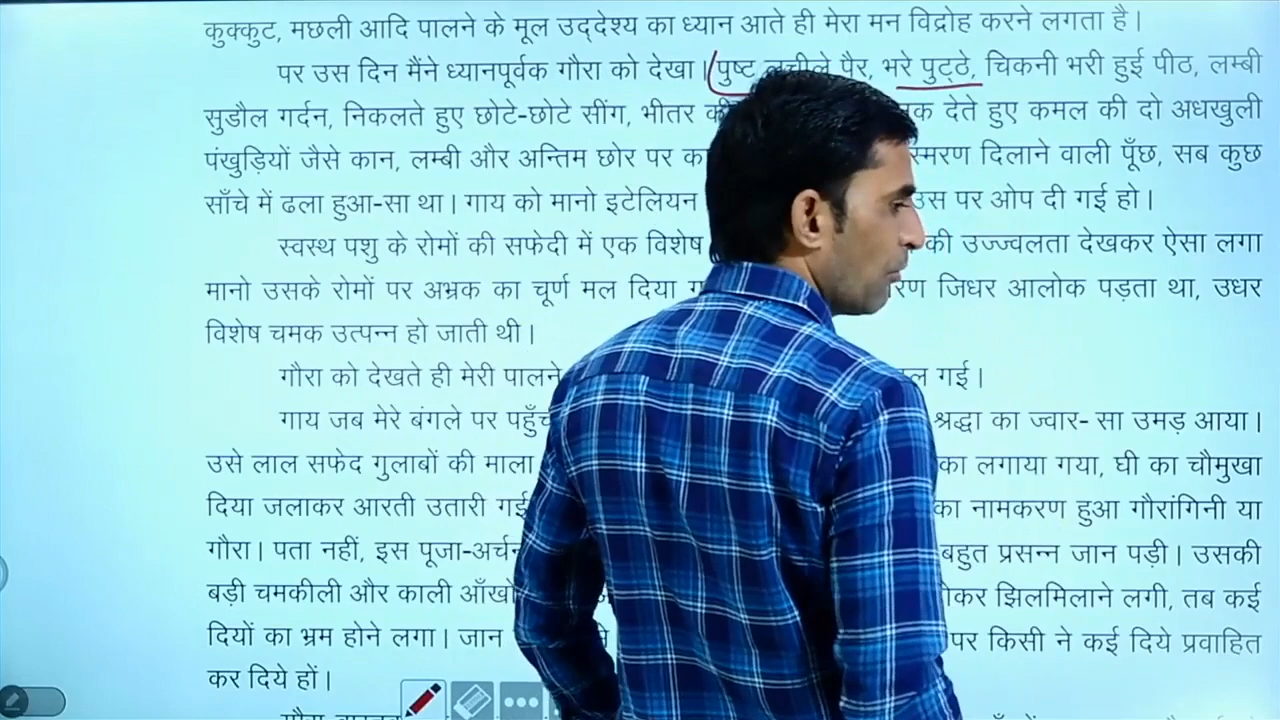 कुक्कुट, मछली आदि पालने के मूल उद्देश्य का ध्यान आते ही मेरा मन विद्रोह करने लगता है।
पर उस दिन मैंने ध्यानपूर्वक गौरा को देखा। पुष्ट लचीले पैर, भरे पुट्ठे, चिकनी भरी हुई पीठ, लम्बी
सुडौल गर्दन, निकलते हुए छोटे-छोटे सींग, भीतर की देते हुए कमल की दो अधखुली
पंखुड़ियों जैसे कान, लम्बी और अन्तिम छोर पर स्मरण दिलाने वाली पूँछ, सब कुछ
साँचे में ढला हुआ-सा था। गाय को मानो इटेलियन उस पर ओप दी गई हो।
स्वस्थ पशु के रोमों की सफेदी में एक विशेष की उज्ज्वलता देखकर ऐसा लगा
मानो उसके रोमों पर अभ्रक का चूर्ण मल दिया जिधर आलोक पड़ता था, उधर
विशेष चमक उत्पन्न हो जाती थी।
गौरा को देखते ही मेरी पालने गई।
गाय जब मेरे बंगले पर श्रद्धा का ज्वार- सा उमड़ आया।
उसे लाल सफेद गुलाबों की माला लगाया गया, घी का चौमुखा
दिया जलाकर आरती उतारी गई का नामकरण हुआ गौरांगिनी या
गौरा। पता नहीं, इस बहुत प्रसन्न जान पड़ी। उसकी
बड़ी चमकीली और काली झिलमिलाने लगी, तब कई
दियों का भ्रम होने लगा। जान पर किसी ने कई दिये प्रवाहित
कर दिये हों।